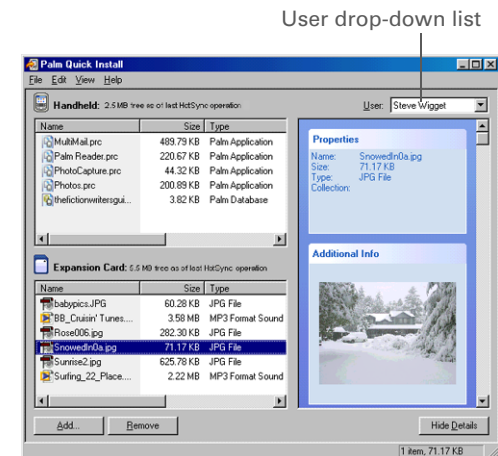 User drop-down list
Palm Quick Install
File Edit View Help
Handheld: 2.5 MB free as of last HotSync operation
User: Steve Wigget
Name Size Type
MultiMail.prc 489.79 KB Palm Application
Palm Reader.prc 220.67 KB Palm Application
PhotoCapture.prc 44.32 KB Palm Application
Photos.prc 200.89 KB Palm Application
thefictionwritersgui... 3.82 KB Palm Database
Properties
Name: SnowedIn0a.jpg
Size: 71.17 KB
Type: JPG File
Collection:
Expansion Card: 5.5 MB free as of last HotSync operation
Name Size Type
babypics.JPG 60.28 KB JPG File
BB_Cruisin' Tunes.... 3.58 MB MP3 Format Sound
Rose006.jpg 282.30 KB JPG File
SnowedIn0a.jpg 71.17 KB JPG File
Sunrise2.jpg 625.78 KB JPG File
Surfing_22_Place.... 2.22 MB MP3 Format Sound
Additional Info
Add... Remove
Hide Details
1 item, 71.17 KB